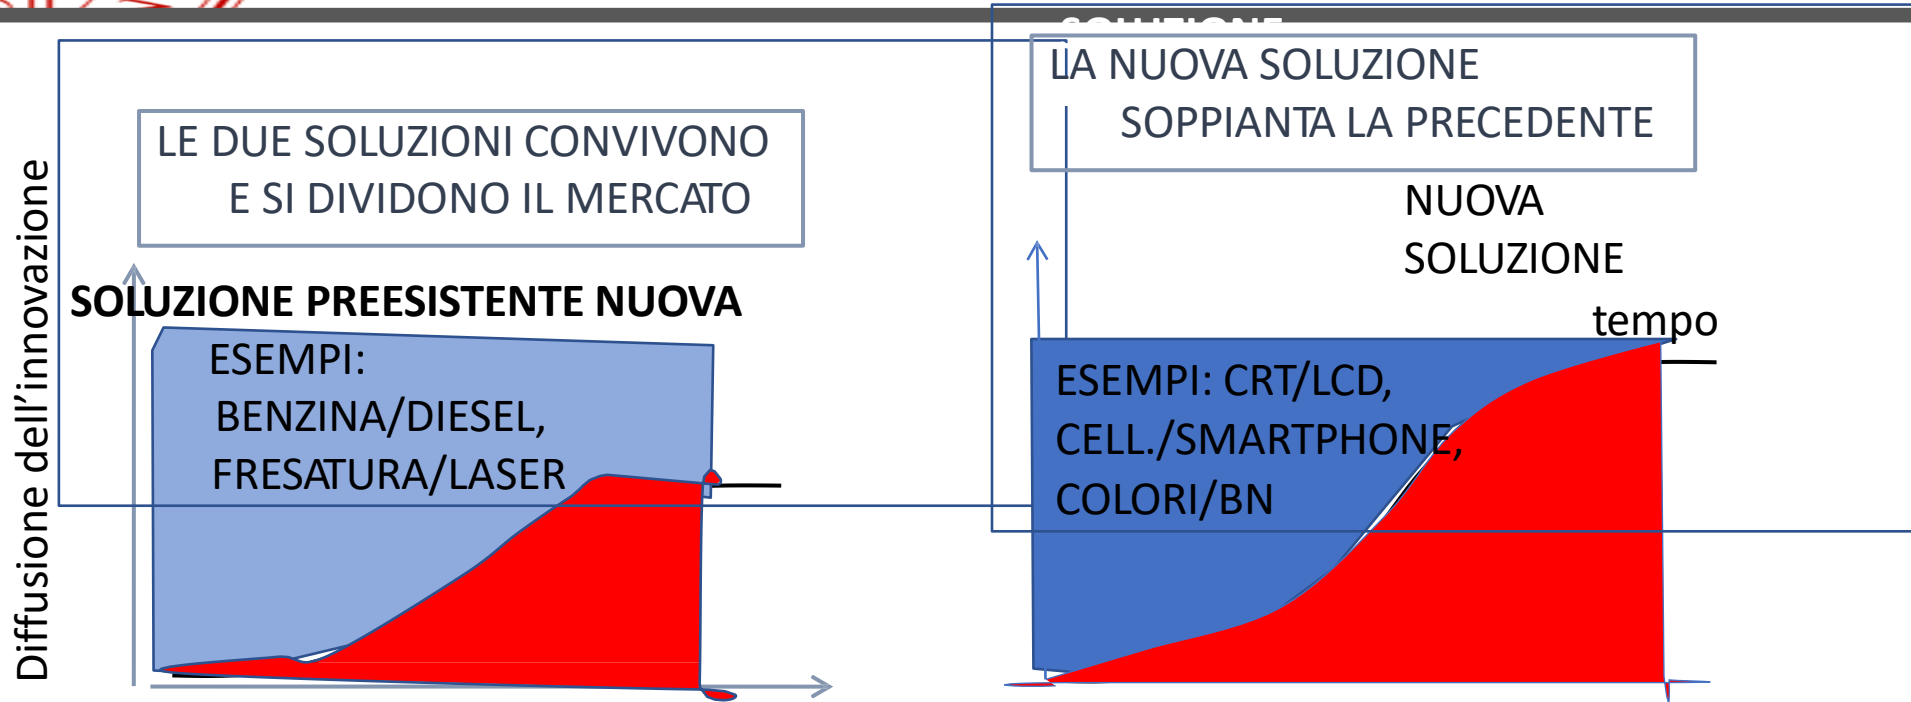 SOLUZIONE
LE DUE SOLUZIONI CONVIVONO
E SI DIVIDONO IL MERCATO
LA NUOVA SOLUZIONE
SOPPIANTA LA PRECEDENTE
Diffusione dell'innovazione
SOLUZIONE PREESISTENTE NUOVA
ESEMPI:
BENZINA/DIESEL,
FRESATURA/LASER
NUOVA
SOLUZIONE
tempo
ESEMPI: CRT/LCD,
CELL./SMARTPHONE,
COLORI/BN